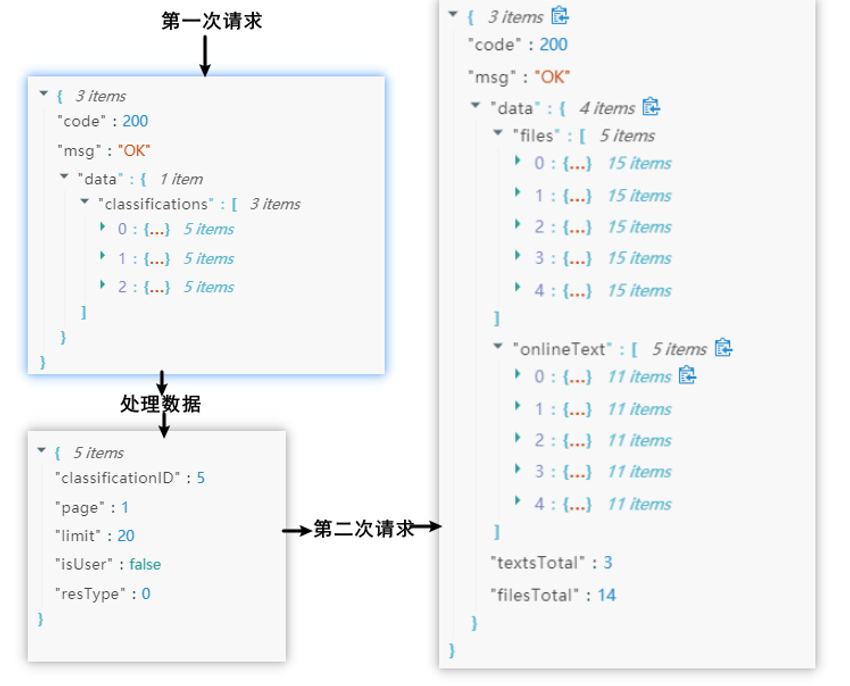 第一次请求
{ 3 items
"code" : 200
"msg" : "OK"
"data" : { 1 item
"classifications" : [ 3 items
0 : {...} 5 items
1 : {...} 5 items
2 : {...} 5 items
]
}
}
处理数据
{ 5 items
"classificationID" : 5
"page" : 1
"limit" : 20
"isUser" : false
"resType" : 0
}
第二次请求
{ 3 items
"code" : 200
"msg" : "OK"
"data" : { 4 items
"files" : [ 5 items
0 : {...} 15 items
1 : {...} 15 items
2 : {...} 15 items
3 : {...} 15 items
4 : {...} 15 items
]
"onlineText" : [ 5 items
0 : {...} 11 items
1 : {...} 11 items
2 : {...} 11 items
3 : {...} 11 items
4 : {...} 11 items
]
"textsTotal" : 3
"filesTotal" : 14
}
}